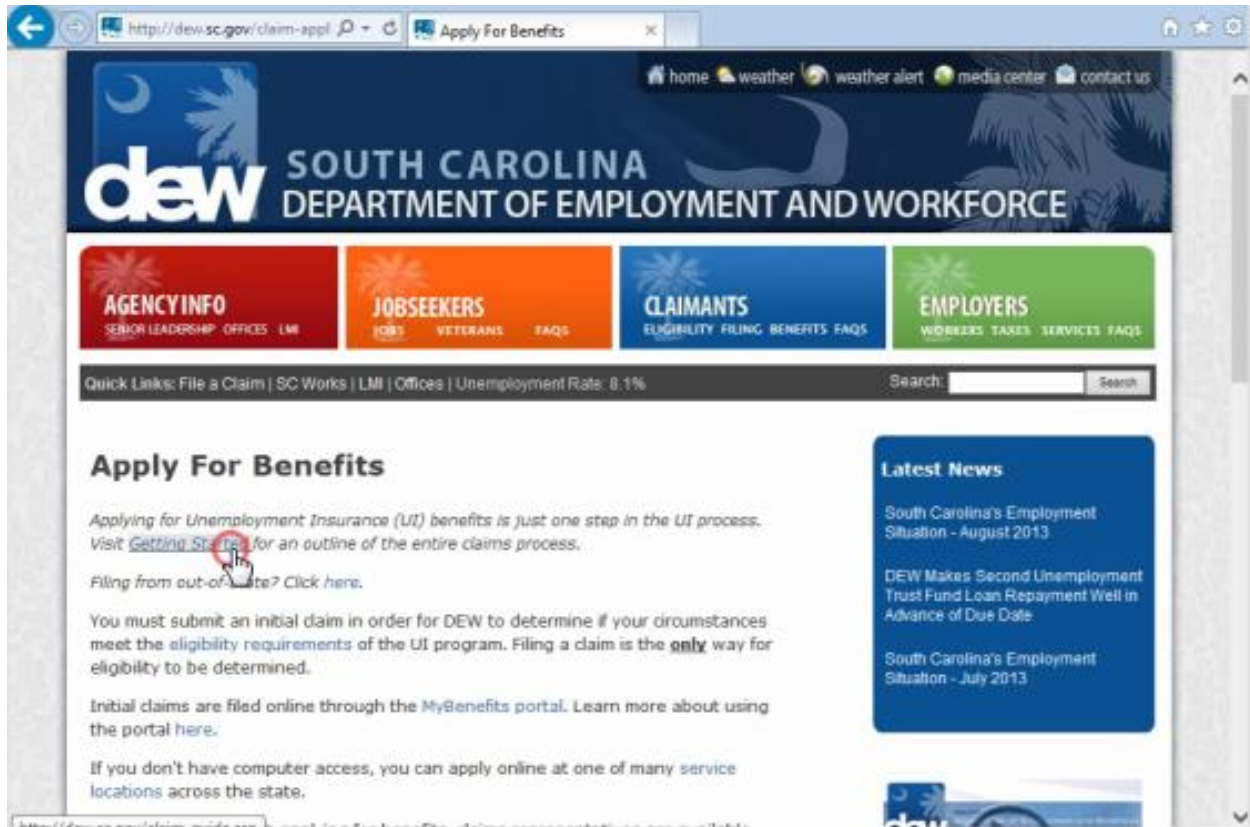 http://dew.sc.gov/claim-appl
Apply For Benefits
home weather weather alert media center contact us
dew
SOUTH CAROLINA
DEPARTMENT OF EMPLOYMENT AND WORKFORCE
AGENCY INFO
SENIOR LEADERSHIP OFFICES LMI
JOBSEEKERS
JOBS VETERANS FAQS
CLAIMANTS
ELIGIBILITY FILING BENEFITS FAQS
EMPLOYERS
WORKERS TAXES SERVICES FAQS
Quick Links: File a Claim | SC Works | LMI | Offices | Unemployment Rate: 8.1%
Search: Search
Apply For Benefits
Applying for Unemployment Insurance (UI) benefits is just one step in the UI process.
Visit Getting Started for an outline of the entire claims process.
Filing from out-of-state? Click here.
You must submit an initial claim in order for DEW to determine if your circumstances
meet the eligibility requirements of the UI program. Filing a claim is the only way for
eligibility to be determined.
Initial claims are filed online through the MyBenefits portal. Learn more about using
the portal here.
If you don't have computer access, you can apply online at one of many service
locations across the state.
applying for benefits, claims representatives are available
Latest News
South Carolina's Employment
Situation - August 2013
DEW Makes Second Unemployment
Trust Fund Loan Repayment Well in
Advance of Due Date
South Carolina's Employment
Situation - July 2013
dew